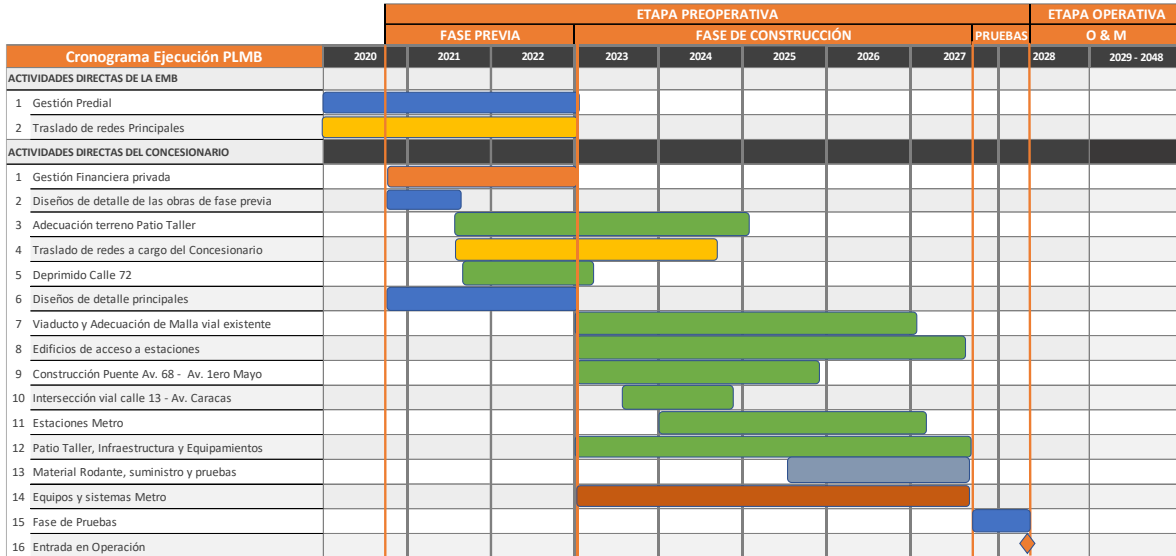 ETAPA PREOPERATIVA ETAPA OPERATIVA
FASE PREVIA FASE DE CONSTRUCCIÓN PRUEBAS O & M
Cronograma Ejecución PLMB 2020 2021 2022 2023 2024 2025 2026 2027 2028 2029 - 2048
ACTIVIDADES DIRECTAS DE LA EMB
1 Gestión Predial
2 Traslado de redes Principales
ACTIVIDADES DIRECTAS DEL CONCESIONARIO
1 Gestión Financiera privada
2 Diseños de detalle de las obras de fase previa
3 Adecuación terreno Patio Taller
4 Traslado de redes a cargo del Concesionario
5 Deprimido Calle 72
6 Diseños de detalle principales
7 Viaducto y Adecuación de Malla vial existente
8 Edificios de acceso a estaciones
9 Construcción Puente Av. 68 - Av. 1ero Mayo
10 Intersección vial calle 13 - Av. Caracas
11 Estaciones Metro
12 Patio Taller, Infraestructura y Equipamientos
13 Material Rodante, suministro y pruebas
14 Equipos y sistemas Metro
15 Fase de Pruebas
16 Entrada en Operación